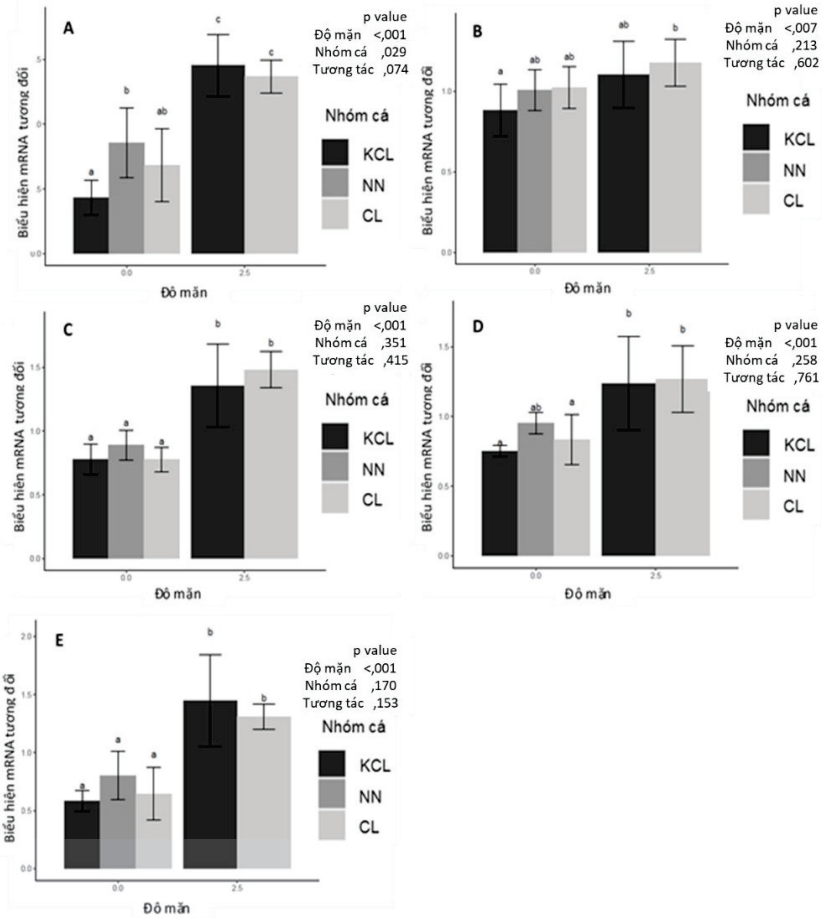 A
p value
Độ mặn <,001
Nhóm cá ,029
Tương tác ,074
Nhóm cá
KCL
NN
CL
Biểu hiện mRNA tương đối
.5
0
.5
0.0
a
b
ab
c
c
0.0
2.5
Độ mặn
B
p value
Độ mặn <,007
Nhóm cá ,213
Tương tác ,602
Nhóm cá
KCL
NN
CL
Biểu hiện mRNA tương đối
1.0
0.5
0.0
a
ab
ab
ab
b
0.0
2.5
Độ mặn
C
p value
Độ mặn <,001
Nhóm cá ,351
Tương tác ,415
Nhóm cá
KCL
NN
CL
Biểu hiện mRNA tương đối
1.5
1.0
0.5
0.0
a
a
a
b
b
0.0
2.5
Độ mặn
D
p value
Độ mặn <,001
Nhóm cá ,258
Tương tác ,761
Nhóm cá
KCL
NN
CL
Biểu hiện mRNA tương đối
1.5
1.0
0.5
0.0
a
ab
a
b
b
0.0
2.5
Độ mặn
E
p value
Độ mặn <,001
Nhóm cá ,170
Tương tác ,153
Nhóm cá
KCL
NN
CL
Biểu hiện mRNA tương đối
2.0
1.5
1.0
0.5
0.0
a
a
a
b
b
0.0
2.5
Độ mặn